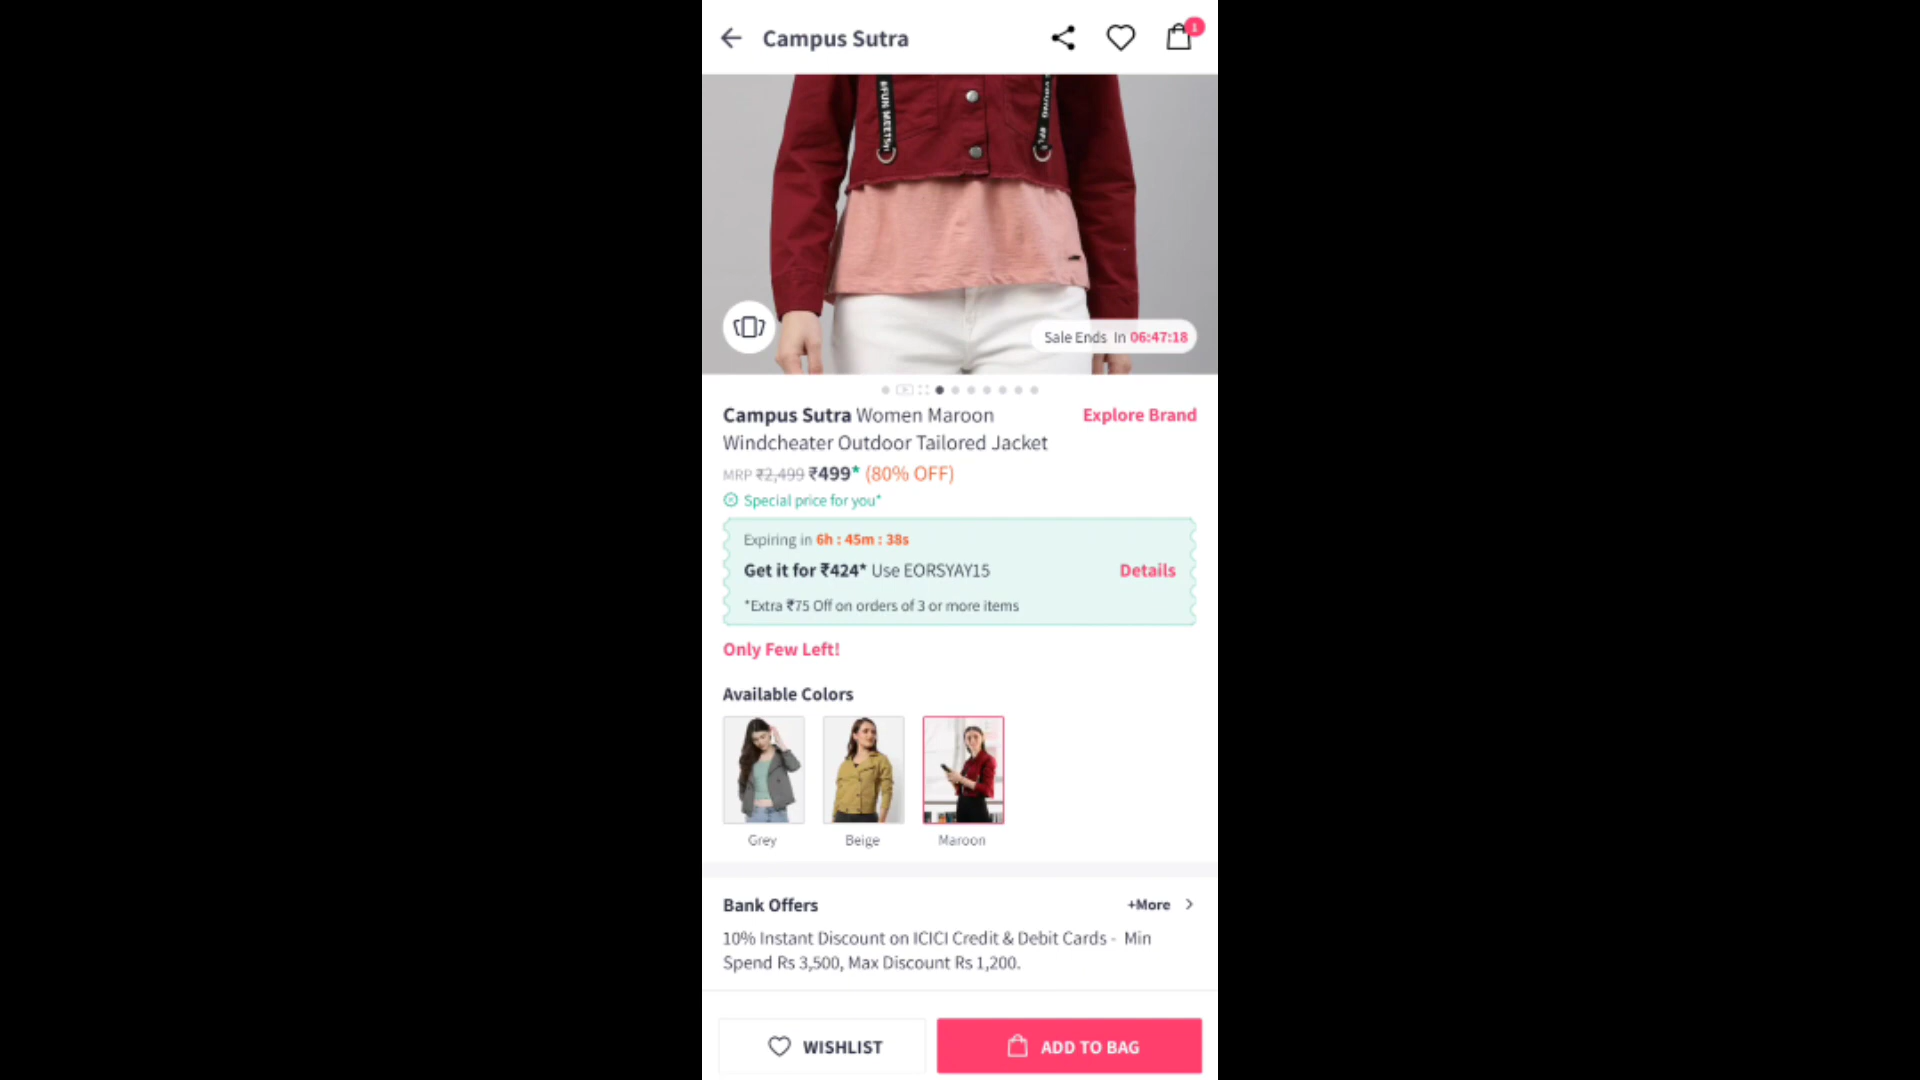 Campus Sutra
1
Sale Ends In 06:47:18
Campus Sutra Women Maroon
Windcheater Outdoor Tailored Jacket
Explore Brand
MRP ₹2,499 ₹499* (80% OFF)
Special price for you*
Expiring in 6h : 45m : 38s
Get it for ₹424* Use EORSYAY15
Details
*Extra ₹75 Off on orders of 3 or more items
Only Few Left!
Available Colors
Grey
Beige
Maroon
Bank Offers
+More
10% Instant Discount on ICICI Credit & Debit Cards - Min
Spend Rs 3,500, Max Discount Rs 1,200.
WISHLIST
ADD TO BAG